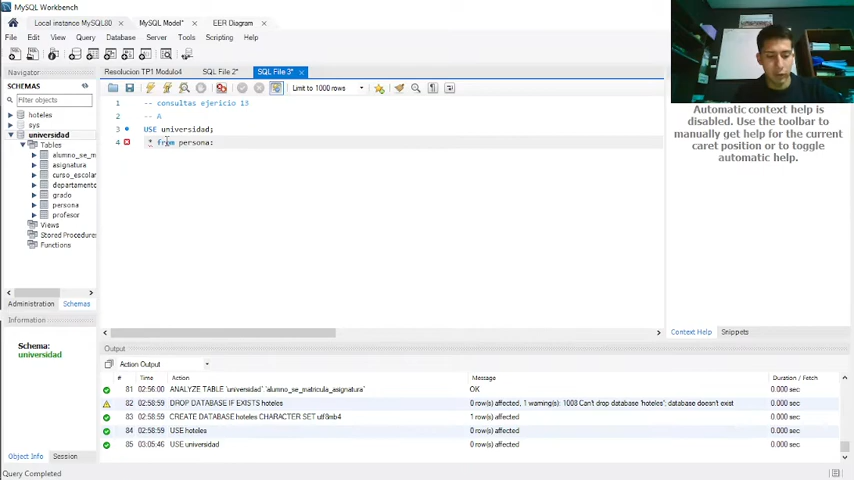 MySQL Workbench
Local instance MySQL80
MySQL Model*
EER Diagram
File Edit View Query Database Server Tools Scripting Help
Navigator
SCHEMAS
Filter objects
hoteles
sys
universidad
Tables
alumno_se_m
asignatura
curso_escolar
departamento
grado
persona
profesor
Views
Stored Procedures
Functions
Administration Schemas
Information
Schema:
universidad
Object Info Session
Query Completed
Resolucion TP1 Modulo4
SQL File 2*
SQL File 3*
Limt to 1000 rows
1 -- consultas ejericio 13
2 -- A
3 USE universidad;
4 * from persona:
Automatic context help is
disabled. Use the toolbar to
manually get help for the current
caret position or to toggle
automatic help.
Context Help Snippets
Output
Action Output
# Time Action Message Duration / Fetch
81 02:56:00 ANALYZE TABLE 'universidad'.'alumno_se_matricula_asignatura' OK 0.000 sec
82 02:58:59 DROP DATABASE IF EXISTS hoteles 0 row(s) affected, 1 warning(s): 1008 Can't drop database 'hoteles'; database doesn't exist 0.000 sec
83 02:58:59 CREATE DATABASE hoteles CHARACTER SET utf8mb4 1 row(s) affected 0.000 sec
84 02:58:59 USE hoteles 0 row(s) affected 0.000 sec
85 03:05:46 USE universidad 0 row(s) affected 0.000 sec